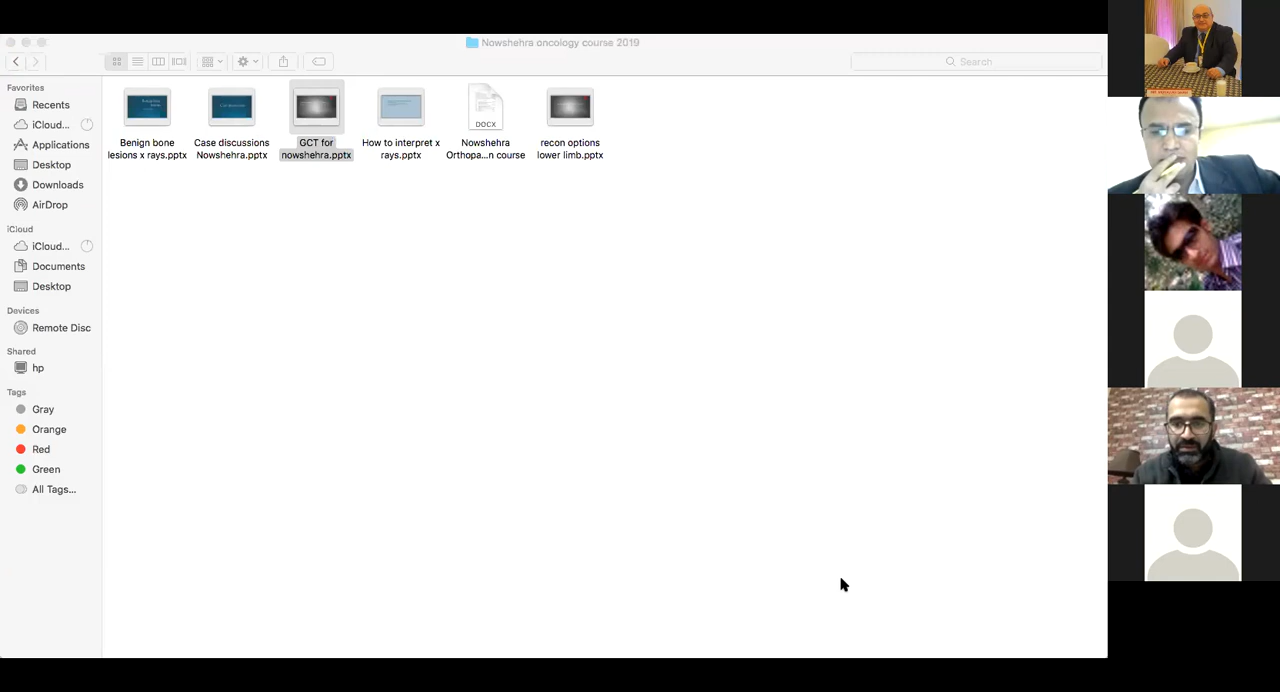 Nowshehra oncology course 2019
Search
Favorites
Recents
iCloud...
Applications
Desktop
Downloads
AirDrop
iCloud
iCloud...
Documents
Desktop
Devices
Remote Disc
Shared
hp
Tags
Gray
Orange
Red
Green
All Tags...
Benign bone
lesions x rays.pptx
Case discussions
Nowshehra.pptx
GCT for
nowshehra.pptx
How to interpret x
rays.pptx
DOCX
Nowshehra
Orthopa...n course
recon options
lower limb.pptx